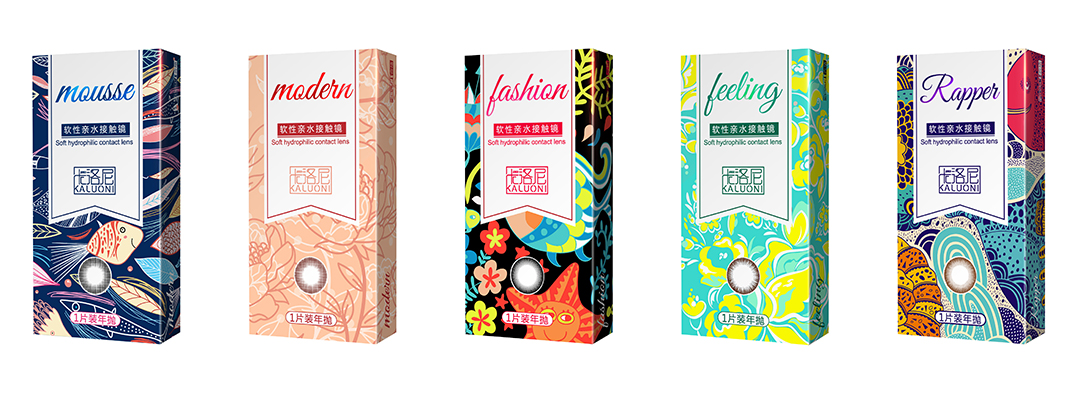 mousse
软性亲水接触镜
Soft hydrophilic contact lens
卡洛尼
KALUONI
1片装年抛
modern
软性亲水接触镜
Soft hydrophilic contact lens
卡洛尼
KALUONI
1片装年抛
modern
fashion
软性亲水接触镜
Soft hydrophilic contact lens
卡洛尼
KALUONI
1片装年抛
fashion
feeling
软性亲水接触镜
Soft hydrophilic contact lens
卡洛尼
KALUONI
1片装年抛
feeling
Rapper
软性亲水接触镜
Soft hydrophilic contact lens
卡洛尼
KALUONI
1片装年抛